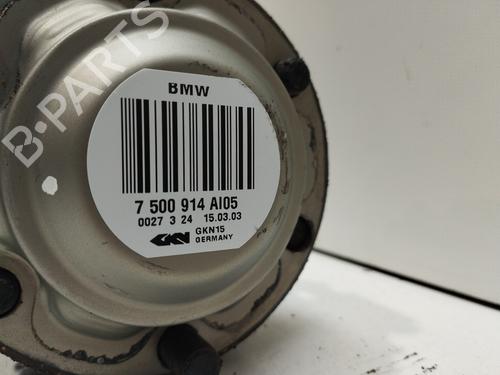 B-PARTS
BMW
7 500 914 AI05
0027 3 24 15.03.03
GKN GKN15
GERMANY